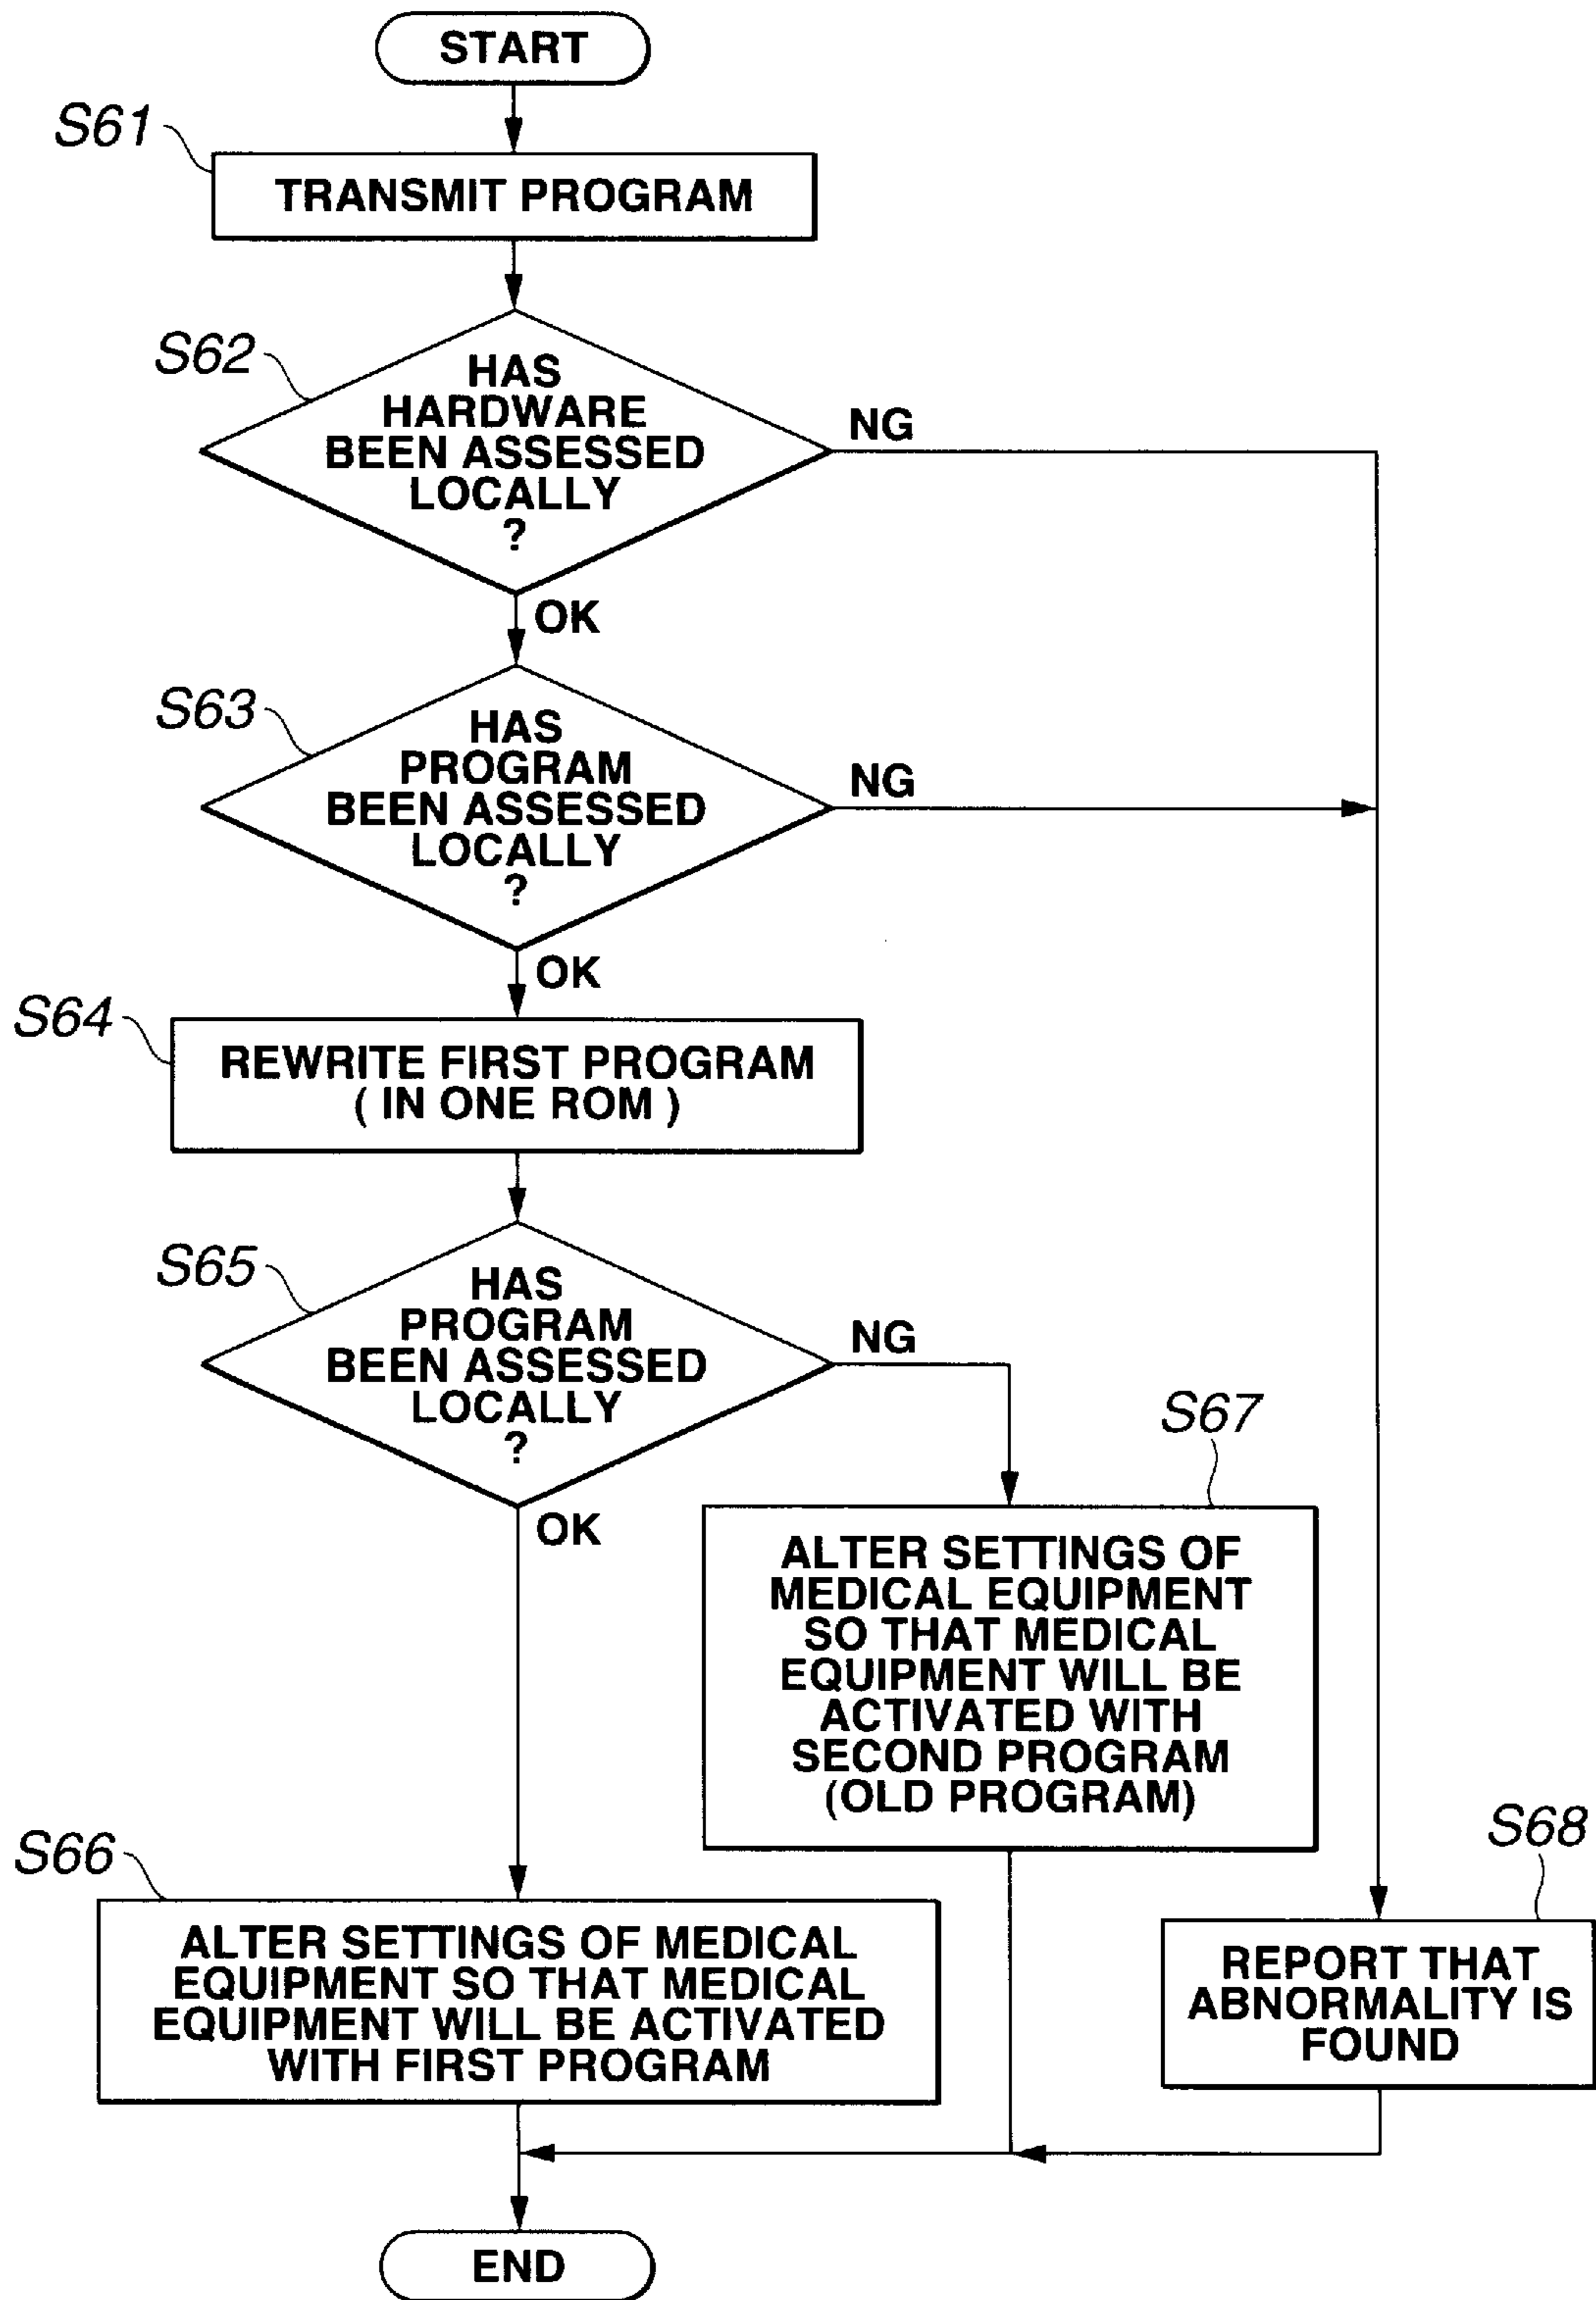 START
S61
TRANSMIT PROGRAM
S62
HAS
HARDWARE
BEEN ASSESSED
LOCALLY
?
NG
OK
S63
HAS
PROGRAM
BEEN ASSESSED
LOCALLY
?
NG
OK
S64
REWRITE FIRST PROGRAM
( IN ONE ROM )
S65
HAS
PROGRAM
BEEN ASSESSED
LOCALLY
?
NG
OK
S67
ALTER SETTINGS OF
MEDICAL EQUIPMENT
SO THAT MEDICAL
EQUIPMENT WILL BE
ACTIVATED WITH
SECOND PROGRAM
(OLD PROGRAM)
S66
ALTER SETTINGS OF MEDICAL
EQUIPMENT SO THAT MEDICAL
EQUIPMENT WILL BE ACTIVATED
WITH FIRST PROGRAM
S68
REPORT THAT
ABNORMALITY IS
FOUND
END